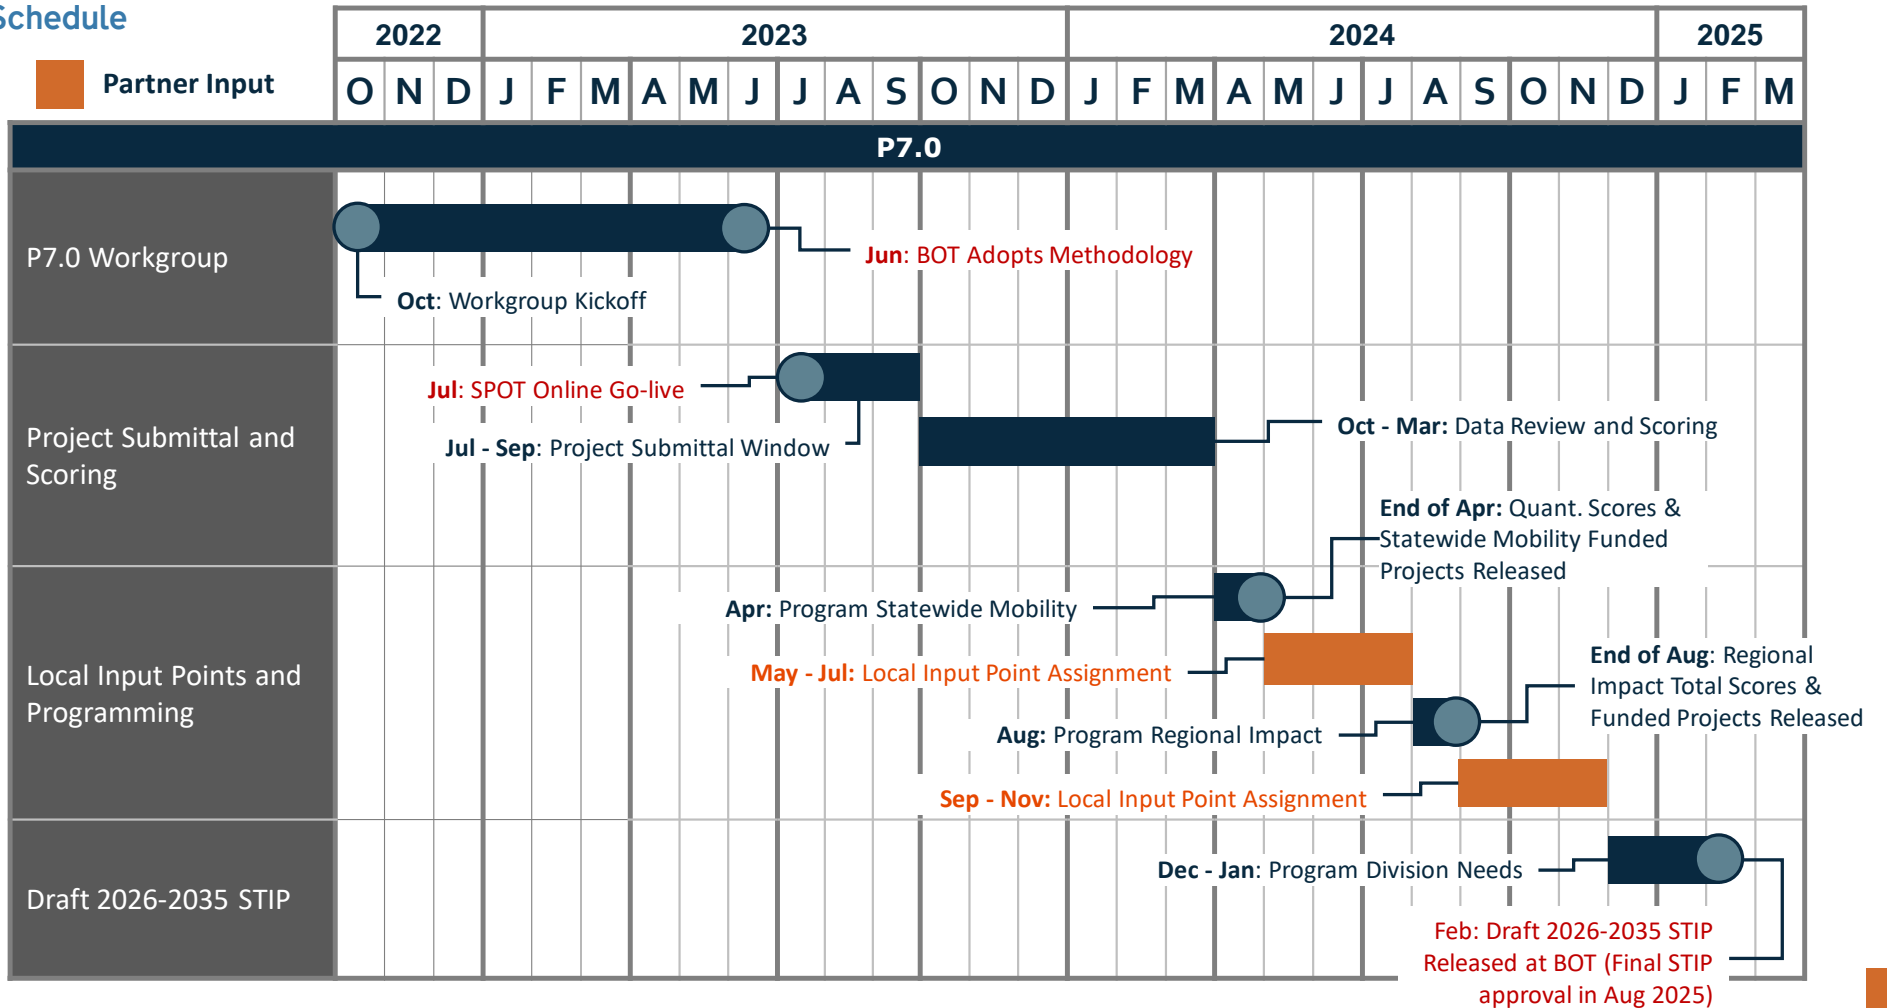 Schedule
Partner Input
2022 2023 2024 2025
O N D J F M A M J J A S O N D J F M A M J J A S O N D J F M
P7.0
P7.0 Workgroup
Jun: BOT Adopts Methodology
Oct: Workgroup Kickoff
Project Submittal and
Scoring
Jul: SPOT Online Go-live
Jul - Sep: Project Submittal Window
Oct - Mar: Data Review and Scoring
Local Input Points and
Programming
End of Apr: Quant. Scores &
Statewide Mobility Funded
Projects Released
Apr: Program Statewide Mobility
May - Jul: Local Input Point Assignment
End of Aug: Regional
Impact Total Scores &
Funded Projects Released
Aug: Program Regional Impact
Sep - Nov: Local Input Point Assignment
Draft 2026-2035 STIP
Dec - Jan: Program Division Needs
Feb: Draft 2026-2035 STIP
Released at BOT (Final STIP
approval in Aug 2025)